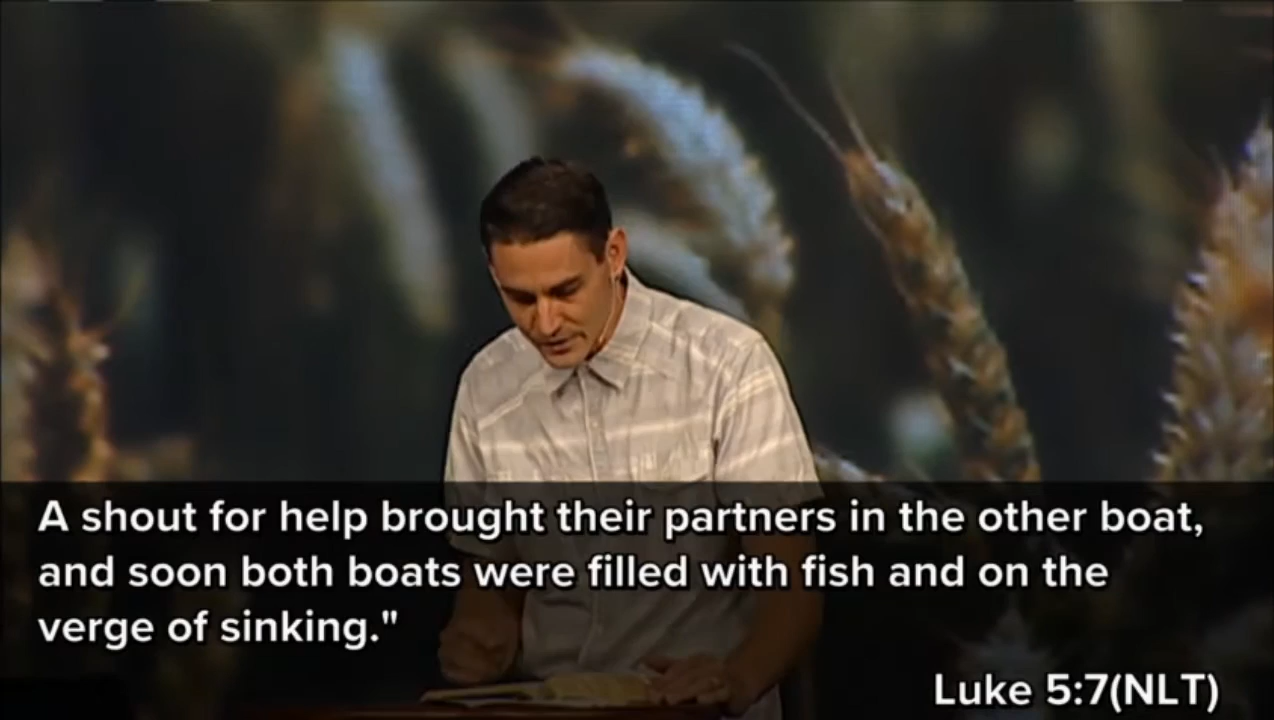 A shout for help brought their partners in the other boat,
and soon both boats were filled with fish and on the
verge of sinking."
Luke 5:7(NLT)